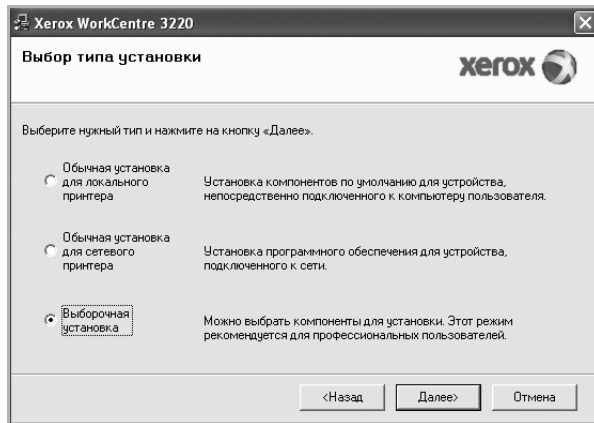 Xerox WorkCentre 3220
Выбор типа установки
xerox
Выберите нужный тип и нажмите на кнопку «Далее».
Обычная установка
для локального
принтера
Установка компонентов по умолчанию для устройства,
непосредственно подключенного к компьютеру пользователя.
Обычная установка
для сетевого
принтера
Установка программного обеспечения для устройства,
подключенного к сети.
Выборочная
установка
Можно выбрать компоненты для установки. Этот режим
рекомендуется для профессиональных пользователей.
<Назад
Далее>
Отмена